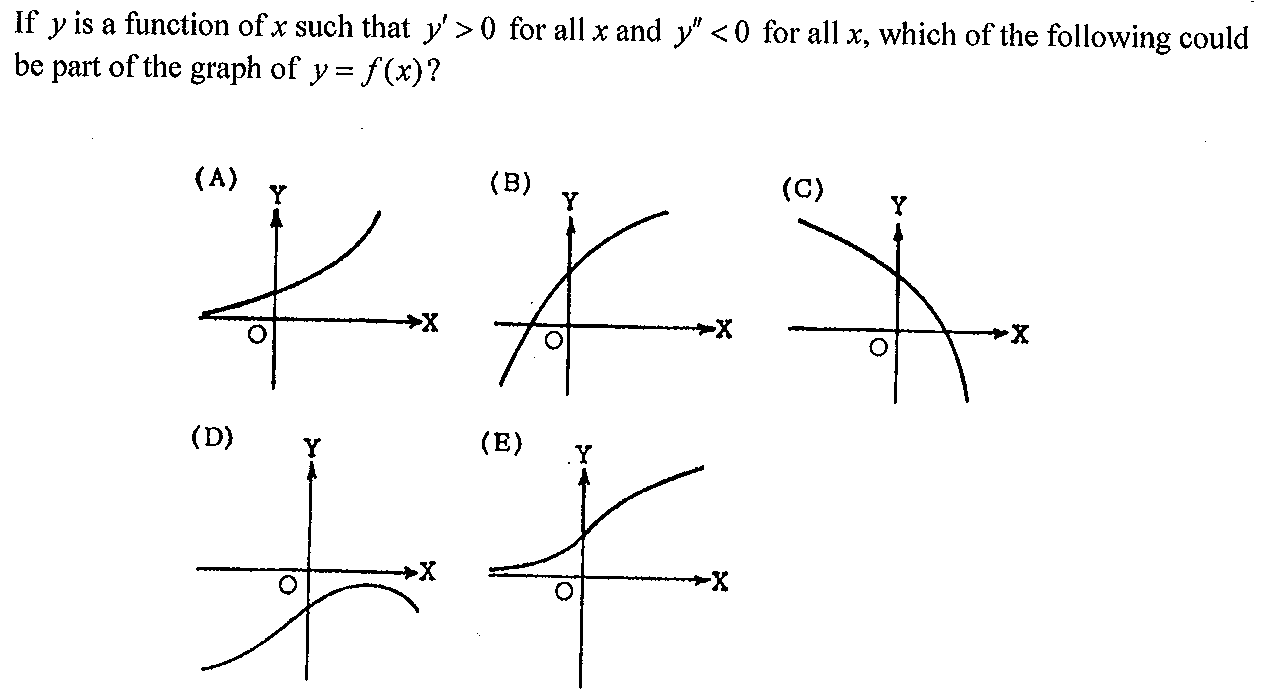 If y is a function of x such that y' > 0 for all x and y'' < 0 for all x, which of the following could
be part of the graph of y = f(x)?
(A) (B) (C)
Y Y Y
X X X
O O O
(D) (E)
Y Y
X X
O O